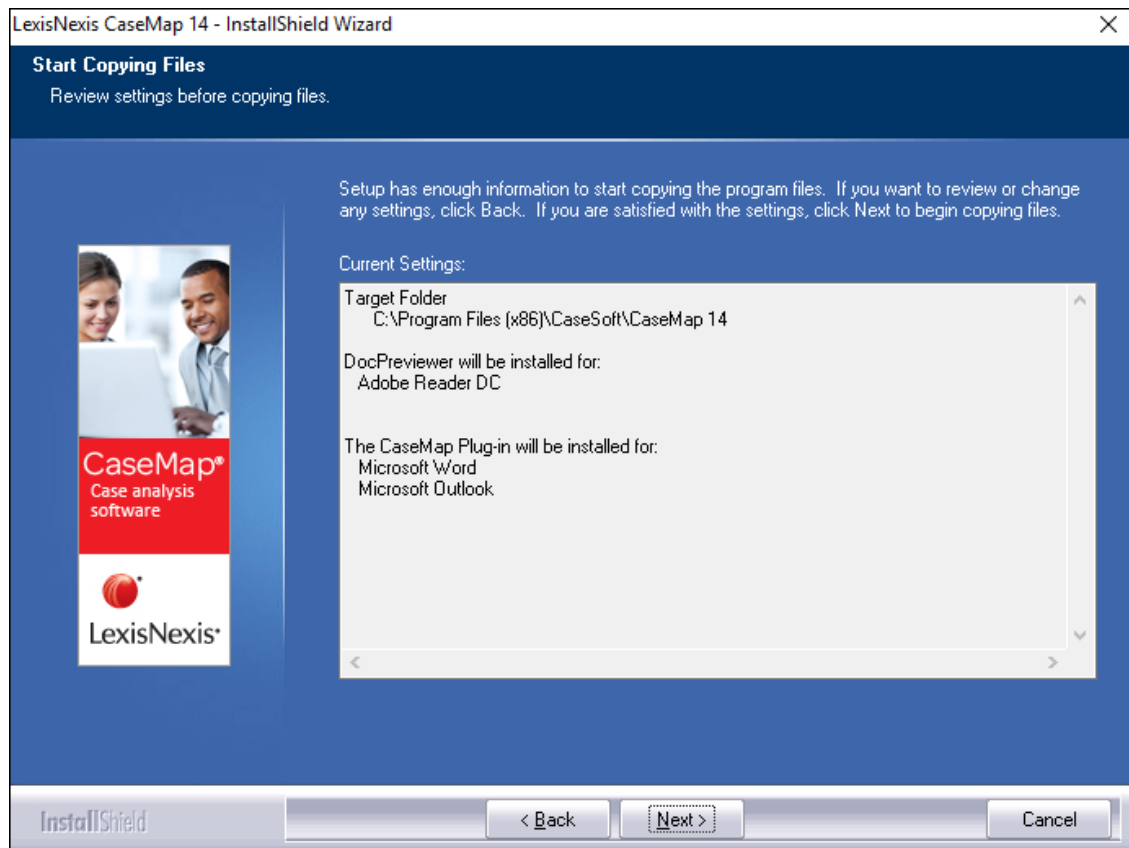 LexisNexis CaseMap 14 - InstallShield Wizard
Start Copying Files
Review settings before copying files.
Setup has enough information to start copying the program files. If you want to review or change
any settings, click Back. If you are satisfied with the settings, click Next to begin copying files.
Current Settings:
Target Folder
C:\Program Files (x86)\CaseSoft\CaseMap 14
DocPreviewer will be installed for:
Adobe Reader DC
The CaseMap Plug-in will be installed for:
Microsoft Word
Microsoft Outlook
CaseMap®
Case analysis
software
LexisNexis·
InstallShield
< Back
Next >
Cancel